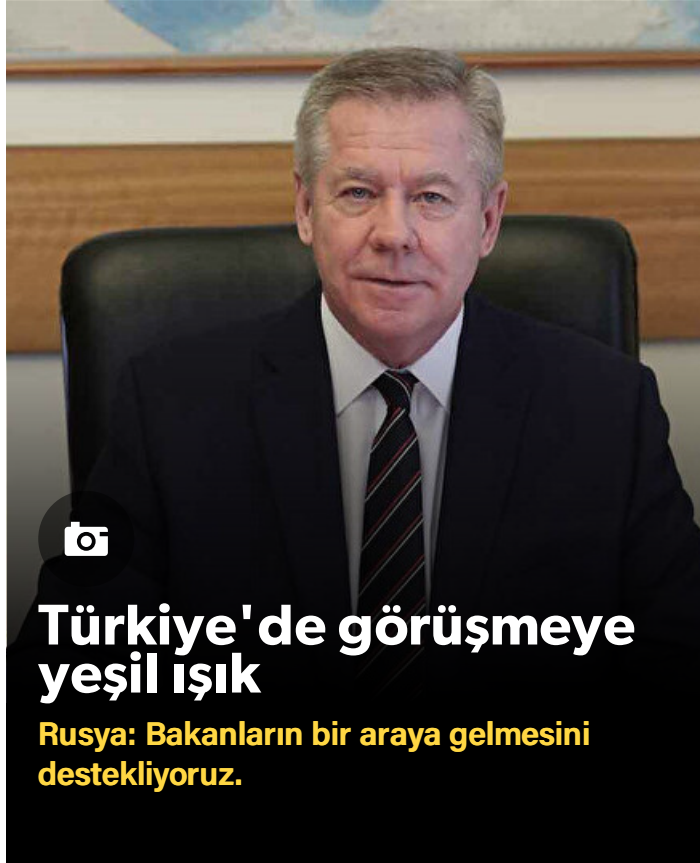 Türkiye'de görüşmeye
yeşil ışık
Rusya: Bakanların bir araya gelmesini
destekliyoruz.